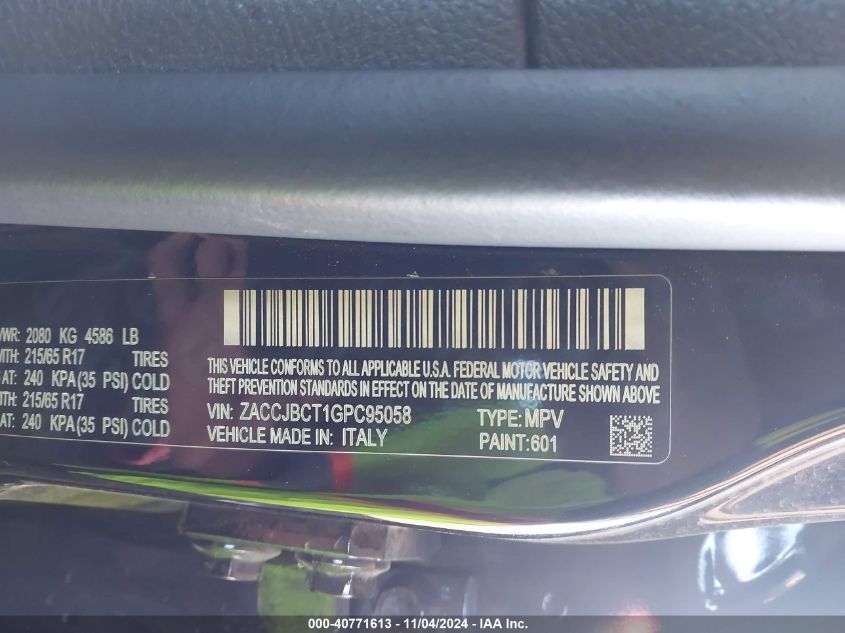 VWR: 2080 KG 4586 LB
WITH: 215/65 R17 TIRES
AT: 240 KPA (35 PSI) COLD
WITH: 215/65 R17 TIRES
AT: 240 KPA (35 PSI) COLD
THIS VEHICLE CONFORMS TO ALL APPLICABLE U.S.A. FEDERAL MOTOR VEHICLE SAFETY AND
THEFT PREVENTION STANDARDS IN EFFECT ON THE DATE OF MANUFACTURE SHOWN ABOVE
VIN: ZACCJBCT1GPC95058 TYPE: MPV
VEHICLE MADE IN: ITALY PAINT:601
000-40771613 - 11/04/2024 - IAA Inc.